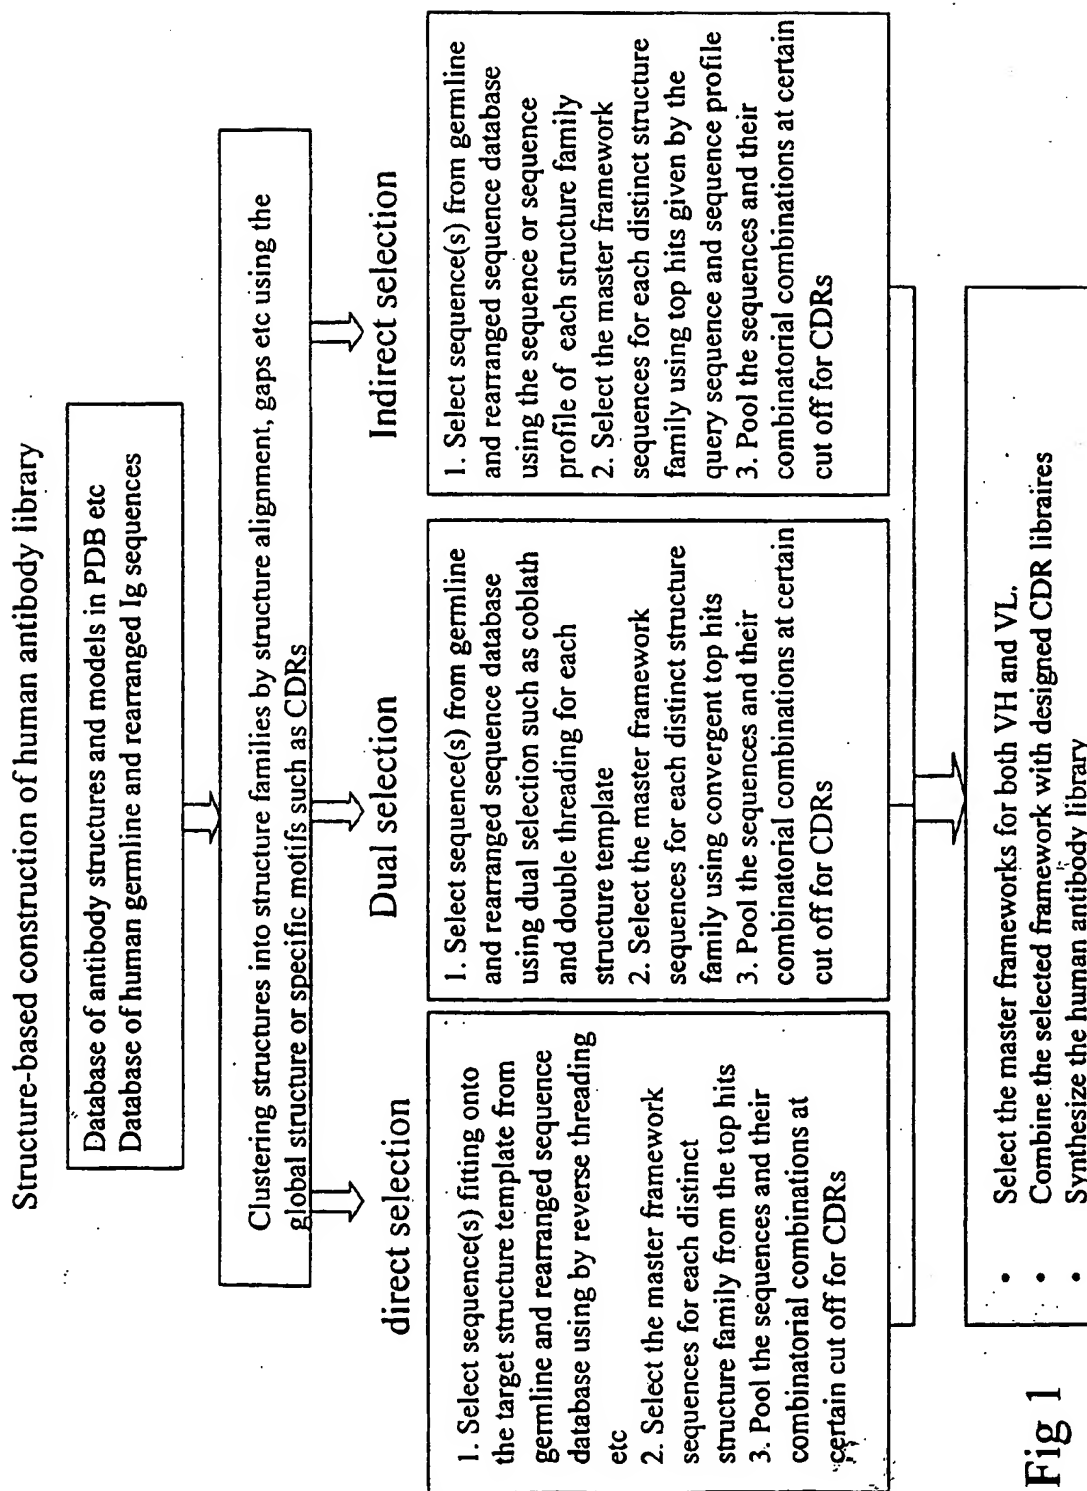 Structure-based construction of human antibody library
Database of antibody structures and models in PDB etc
Database of human germline and rearranged Ig sequences
Clustering structures into structure families by structure alignment, gaps etc using the
global structure or specific motifs such as CDRs
direct selection
1. Select sequence(s) fitting onto
the target structure template from
germline and rearranged sequence
database using by reverse threading
etc
2. Select the master framework
sequences for each distinct
structure family from the top hits
3. Pool the sequences and their
combinatorial combinations at
certain cut off for CDRs
Dual selection
1. Select sequence(s) from germline
and rearranged sequence database
using dual selection such as coblath
and double threading for each
structure template
2. Select the master framework
sequences for each distinct structure
family using convergent top hits
3. Pool the sequences and their
combinatorial combinations at certain
cut off for CDRs
Indirect selection
1. Select sequence(s) from germline
and rearranged sequence database
using the sequence or sequence
profile of each structure family
2. Select the master framework
sequences for each distinct structure
family using top hits given by the
query sequence and sequence profile
3. Pool the sequences and their
combinatorial combinations at certain
cut off for CDRs
• Select the master frameworks for both VH and VL.
• Combine the selected framework with designed CDR libraires
• Synthesize the human antibody library
Fig 1